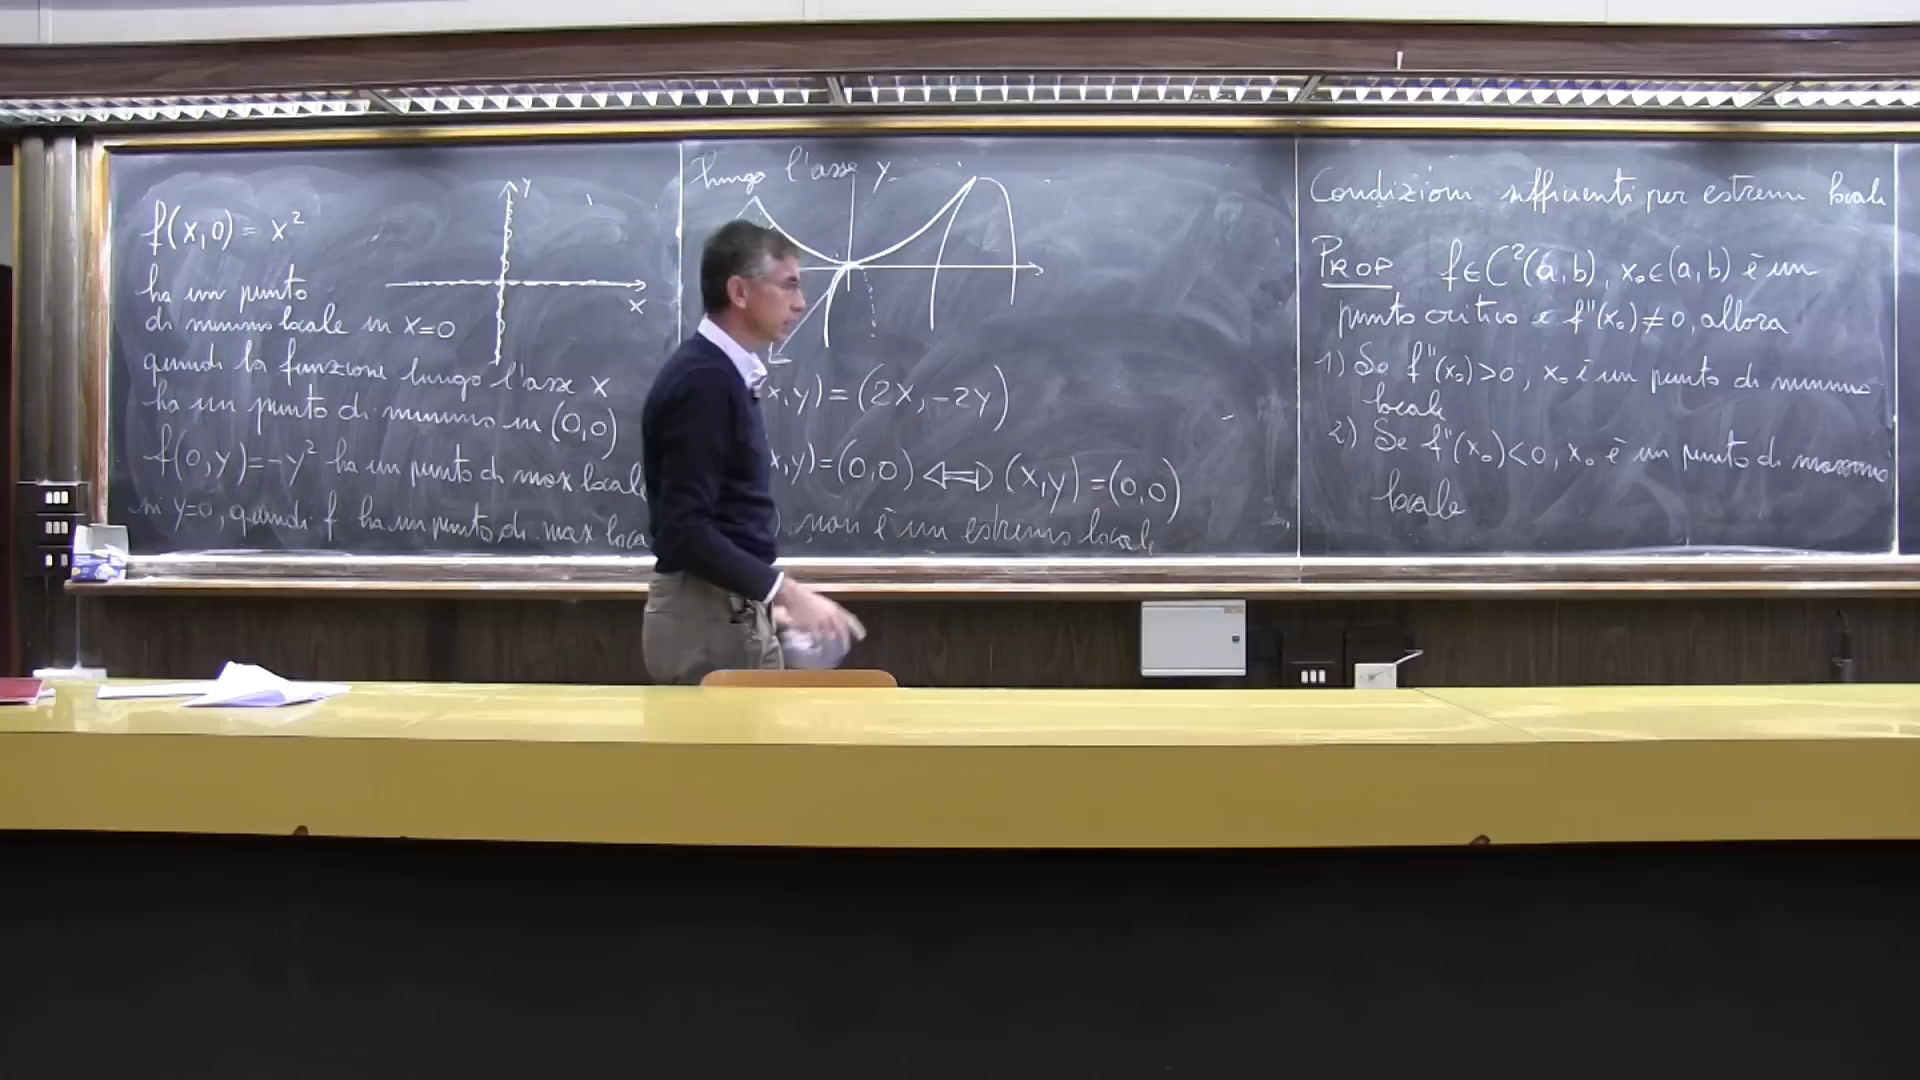 f(x,0) = x²
ha un punto
di minimo locale in x=0
quindi la funzione lungo l'asse x
ha un punto di minimo in (0,0)
f(0,y)=-y² ha un punto di max local
in y=0, quindi f ha un punto di max loca
y
x
lungo l'asse y
x,y)=(2x,-2y)
x,y)=(0,0) ⟺ (x,y)=(0,0)
) non è un estremo locale
Condizioni sufficienti per estremi locali
PROP. f∈C²(a,b), x₀∈(a,b) è un
punto critico e f''(x₀)≠0, allora
1) Se f''(x₀)>0, x₀ è un punto di minimo
locale
2) Se f''(x₀)<0, x₀ è un punto di massimo
locale